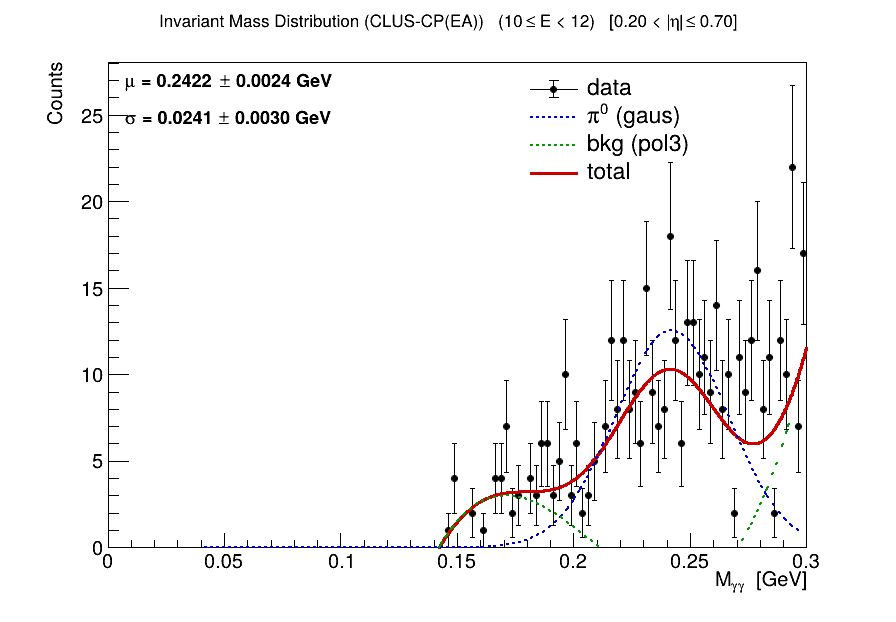 Invariant Mass Distribution (CLUS-CP(EA)) (10 ≤ E < 12) [0.20 < |η| ≤ 0.70]
Counts
μ = 0.2422 ± 0.0024 GeV
σ = 0.0241 ± 0.0030 GeV
data
π⁰ (gaus)
bkg (pol3)
total
25
20
15
10
5
0
0 0.05 0.1 0.15 0.2 0.25 0.3
Mγγ [GeV]